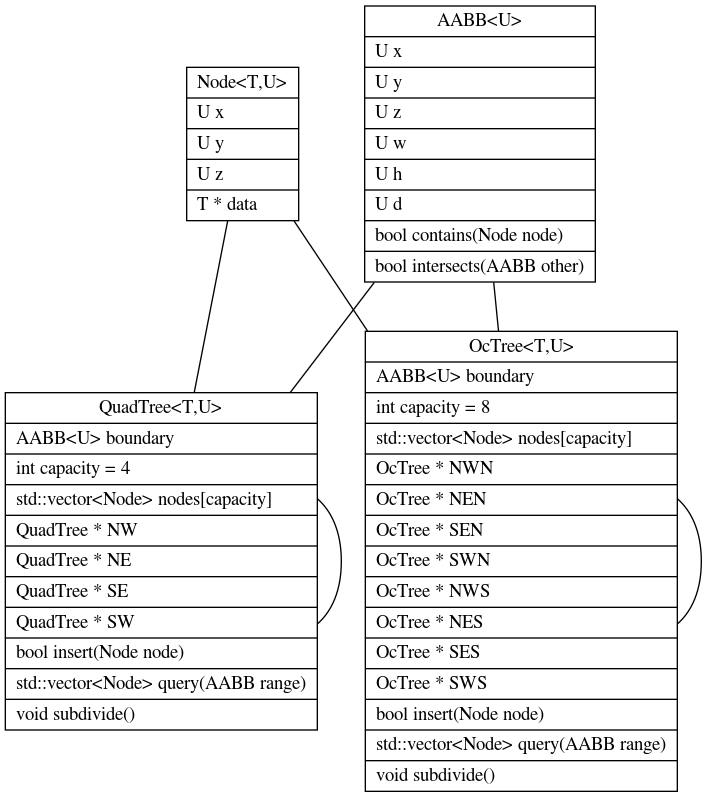 AABB<U>
U x
U y
U z
U w
U h
U d
bool contains(Node node)
bool intersects(AABB other)
Node<T,U>
U x
U y
U z
T * data
QuadTree<T,U>
AABB<U> boundary
int capacity = 4
std::vector<Node> nodes[capacity]
QuadTree * NW
QuadTree * NE
QuadTree * SE
QuadTree * SW
bool insert(Node node)
std::vector<Node> query(AABB range)
void subdivide()
OcTree<T,U>
AABB<U> boundary
int capacity = 8
std::vector<Node> nodes[capacity]
OcTree * NWN
OcTree * NEN
OcTree * SEN
OcTree * SWN
OcTree * NWS
OcTree * NES
OcTree * SES
OcTree * SWS
bool insert(Node node)
std::vector<Node> query(AABB range)
void subdivide()